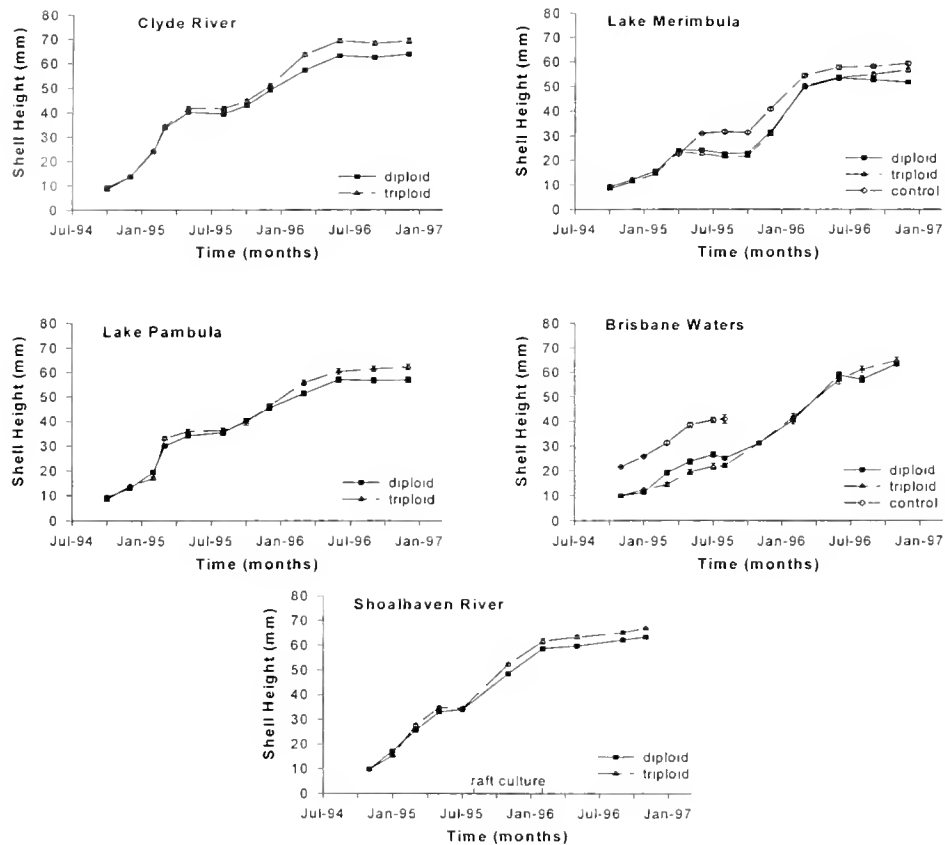 Clyde River
Shell Height (mm)
80
70
60
50
40
30
20
10
0
diploid
triploid
Jul-94 Jan-95 Jul-95 Jan-96 Jul-96 Jan-97
Time (months)
Lake Merimbula
Shell Height (mm)
80
70
60
50
40
30
20
10
0
diploid
triploid
control
Jul-94 Jan-95 Jul-95 Jan-96 Jul-96 Jan-97
Time (months)
Lake Pambula
Shell Height (mm)
80
70
60
50
40
30
20
10
0
diploid
triploid
Jul-94 Jan-95 Jul-95 Jan-96 Jul-96 Jan-97
Time (months)
Brisbane Waters
Shell Height (mm)
80
70
60
50
40
30
20
10
0
diploid
triploid
control
Jul-94 Jan-95 Jul-95 Jan-96 Jul-96 Jan-97
Time (months)
Shoalhaven River
Shell Height (mm)
80
70
60
50
40
30
20
10
0
diploid
triploid
raft culture
Jul-94 Jan-95 Jul-95 Jan-96 Jul-96 Jan-97
Time (months)